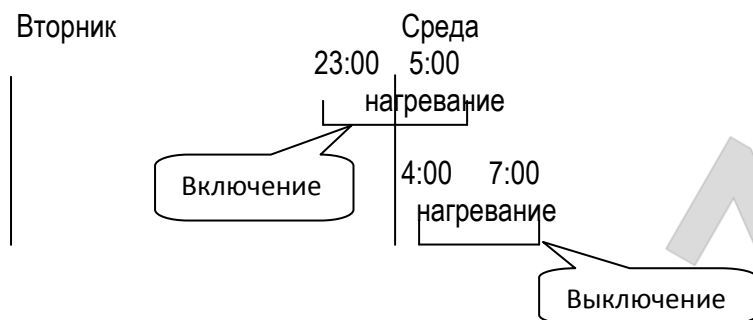 Вторник Среда
23:00 5:00
нагревание
Включение
4:00 7:00
нагревание
Выключение